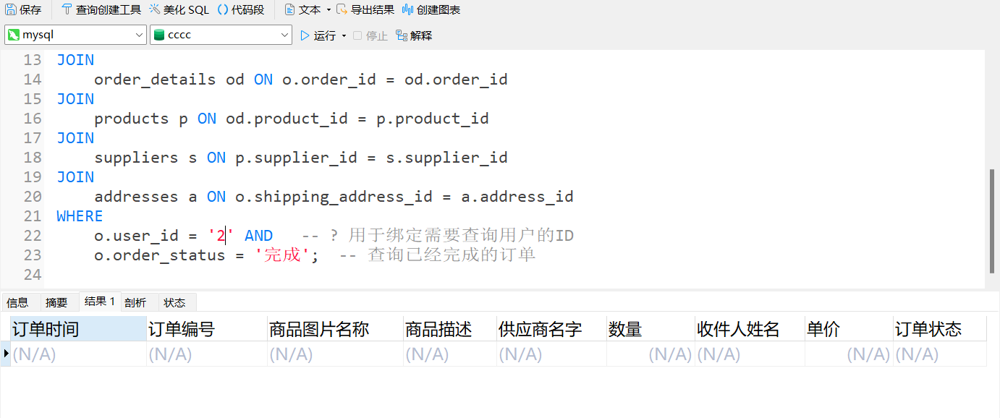 保存 查询创建工具 美化 SQL 代码段 文本 导出结果 创建图表
mysql cccc 运行 停止 解释
13 JOIN
14 order_details od ON o.order_id = od.order_id
15 JOIN
16 products p ON od.product_id = p.product_id
17 JOIN
18 suppliers s ON p.supplier_id = s.supplier_id
19 JOIN
20 addresses a ON o.shipping_address_id = a.address_id
21 WHERE
22 o.user_id = '2' AND -- ? 用于绑定需要查询用户的ID
23 o.order_status = '完成'; -- 查询已经完成的订单
24
信息 摘要 结果 1 剖析 状态
订单时间 订单编号 商品图片名称 商品描述 供应商名字 数量 收件人姓名 单价 订单状态
(N/A) (N/A) (N/A) (N/A) (N/A) (N/A) (N/A) (N/A) (N/A)